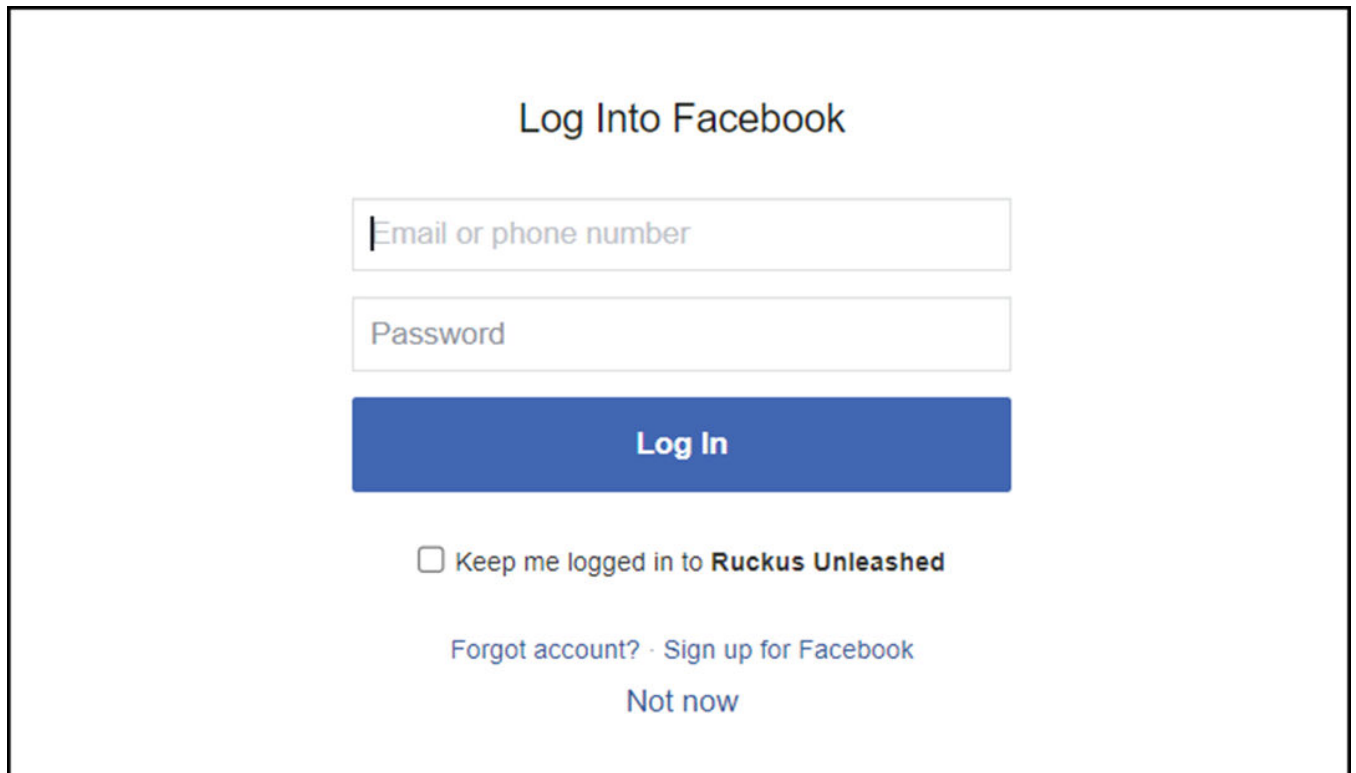 Log Into Facebook
Email or phone number
Password
Log In
Keep me logged in to Ruckus Unleashed
Forgot account? · Sign up for Facebook
Not now